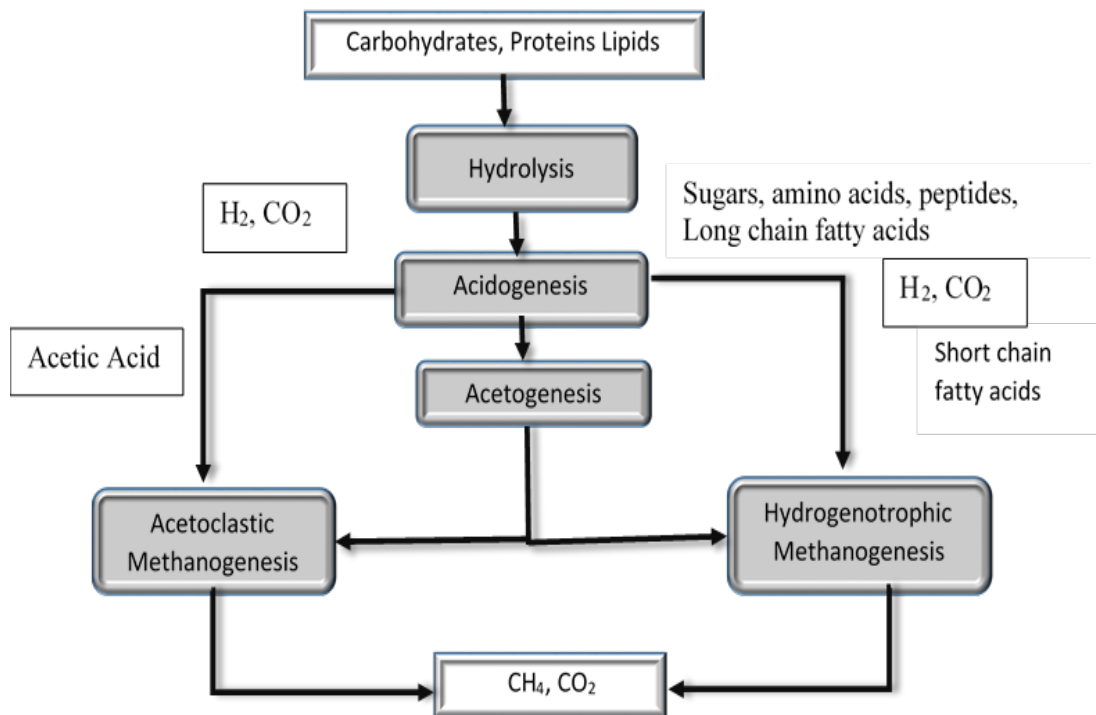 Carbohydrates, Proteins Lipids
Hydrolysis
H₂, CO₂
Sugars, amino acids, peptides,
Long chain fatty acids
Acidogenesis
H₂, CO₂
Acetic Acid
Short chain
fatty acids
Acetogenesis
Acetoclastic
Methanogenesis
Hydrogenotrophic
Methanogenesis
CH₄, CO₂